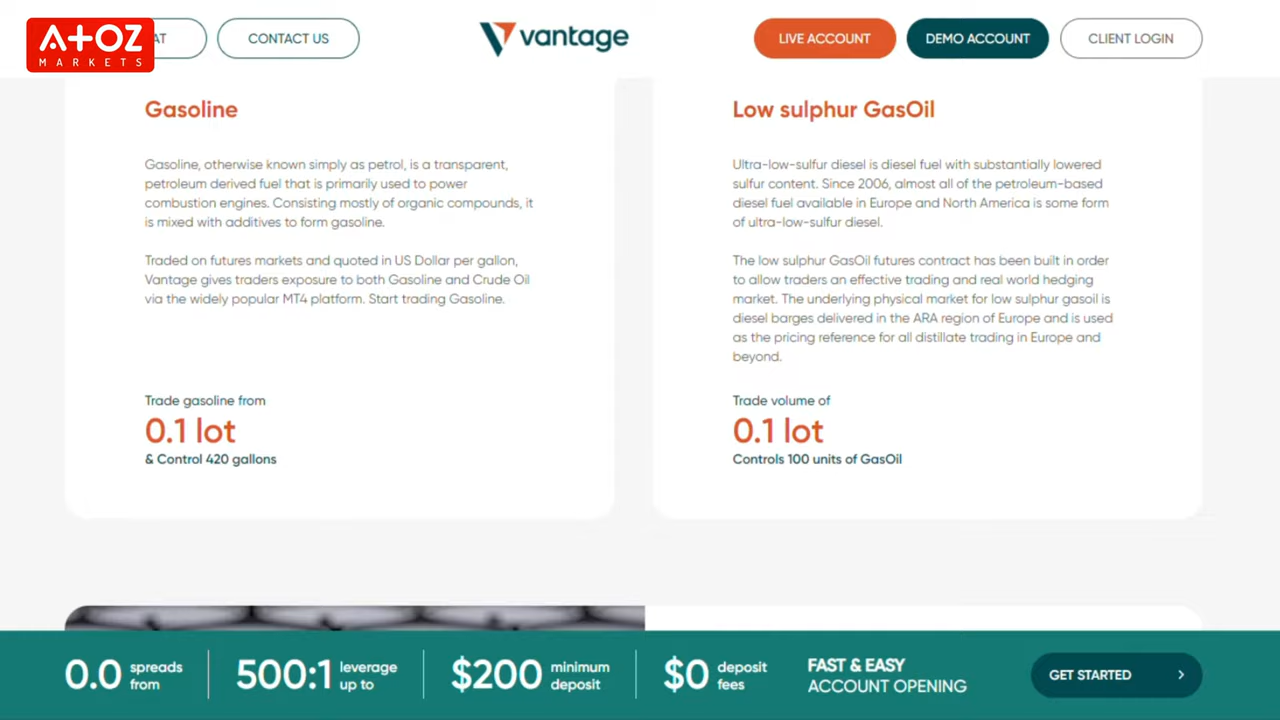 A+OZ
MARKETS
AT
CONTACT US
vantage
LIVE ACCOUNT
DEMO ACCOUNT
CLIENT LOGIN
Gasoline
Gasoline, otherwise known simply as petrol, is a transparent,
petroleum derived fuel that is primarily used to power
combustion engines. Consisting mostly of organic compounds, it
is mixed with additives to form gasoline.
Traded on futures markets and quoted in US Dollar per gallon,
Vantage gives traders exposure to both Gasoline and Crude Oil
via the widely popular MT4 platform. Start trading Gasoline.
Trade gasoline from
0.1 lot
& Control 420 gallons
Low sulphur GasOil
Ultra-low-sulfur diesel is diesel fuel with substantially lowered
sulfur content. Since 2006, almost all of the petroleum-based
diesel fuel available in Europe and North America is some form
of ultra-low-sulfur diesel.
The low sulphur GasOil futures contract has been built in order
to allow traders an effective trading and real world hedging
market. The underlying physical market for low sulphur gasoil is
diesel barges delivered in the ARA region of Europe and is used
as the pricing reference for all distillate trading in Europe and
beyond.
Trade volume of
0.1 lot
Controls 100 units of GasOil
0.0 spreads from
500:1 leverage up to
$200 minimum deposit
$0 deposit fees
FAST & EASY
ACCOUNT OPENING
GET STARTED